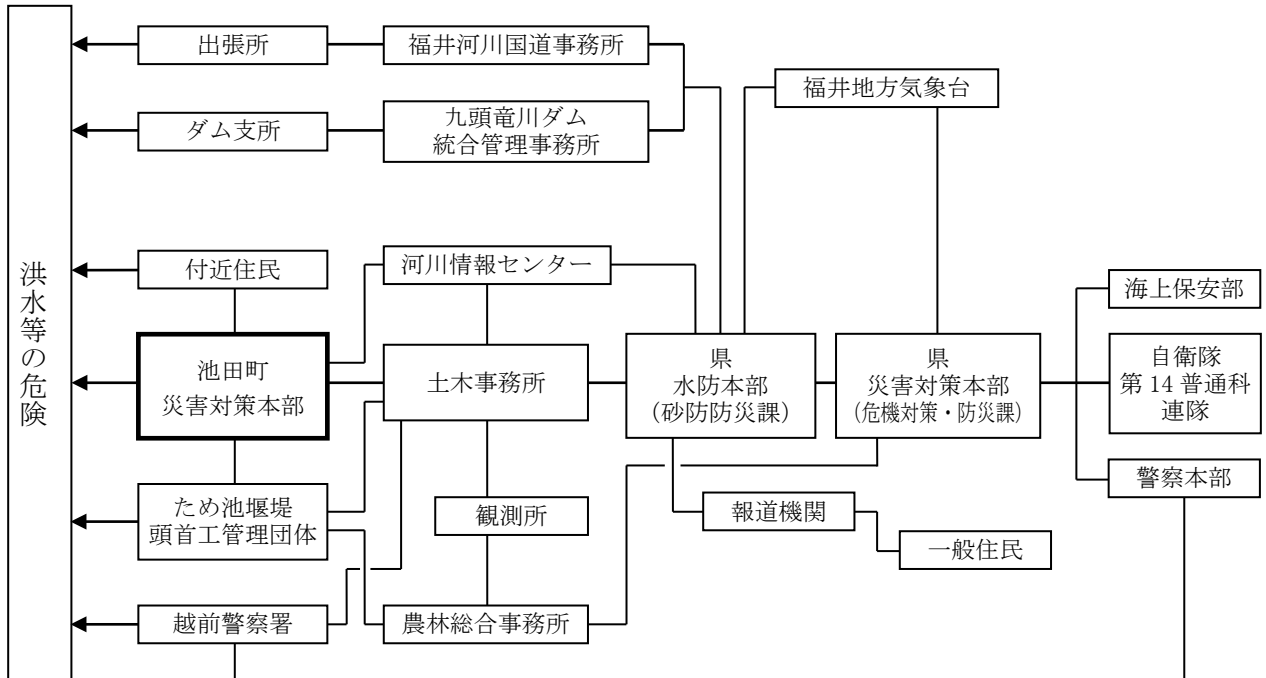 洪水等の危険
出張所
福井河川国道事務所
福井地方気象台
ダム支所
九頭竜川ダム
統合管理事務所
付近住民
河川情報センター
海上保安部
池田町
災害対策本部
土木事務所
県
水防本部
（砂防防災課）
県
災害対策本部
（危機対策・防災課）
自衛隊
第 14 普通科
連隊
警察本部
ため池堰堤
頭首工管理団体
観測所
報道機関
一般住民
越前警察署
農林総合事務所